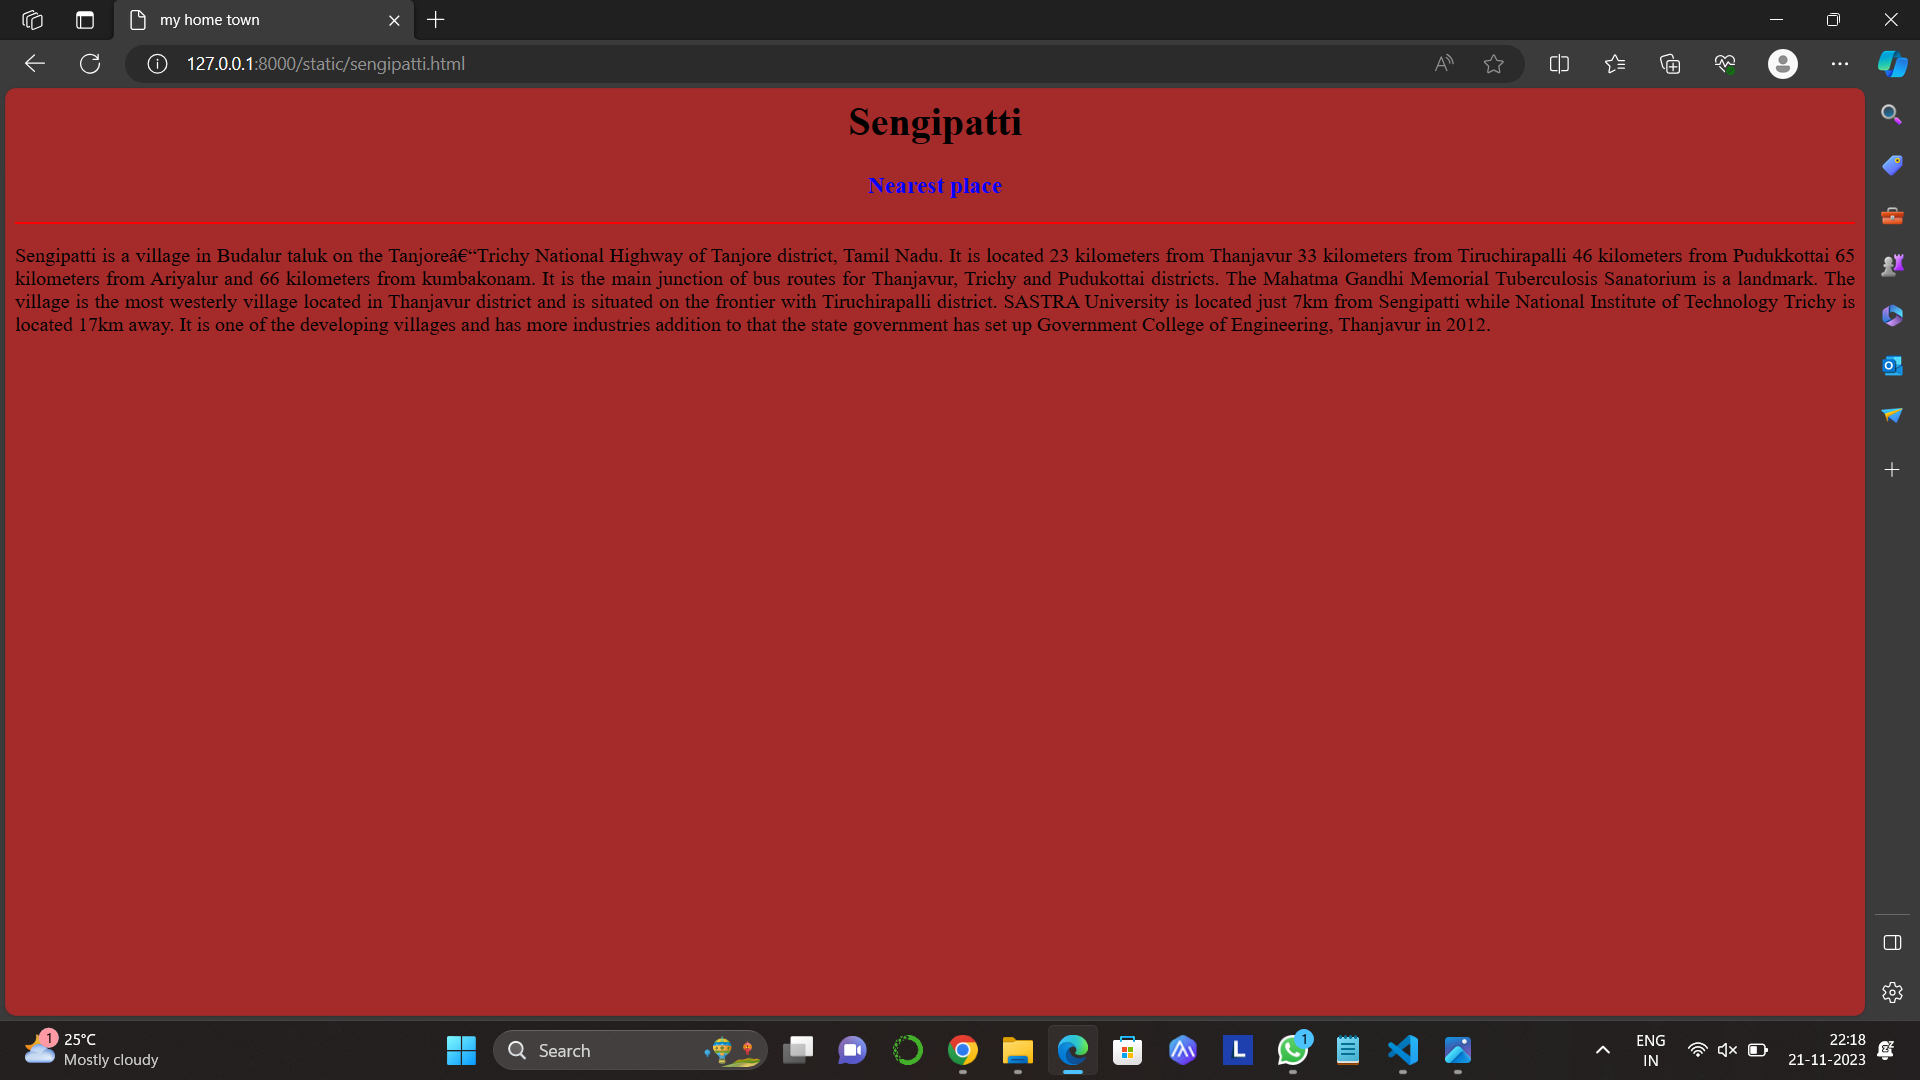 my home town
127.0.0.1:8000/static/sengipatti.html
Sengipatti
Nearest place
Sengipatti is a village in Budalur taluk on the Tanjoreâ€“Trichy National Highway of Tanjore district, Tamil Nadu. It is located 23 kilometers from Thanjavur 33 kilometers from Tiruchirapalli 46 kilometers from Pudukkottai 65
kilometers from Ariyalur and 66 kilometers from kumbakonam. It is the main junction of bus routes for Thanjavur, Trichy and Pudukottai districts. The Mahatma Gandhi Memorial Tuberculosis Sanatorium is a landmark. The
village is the most westerly village located in Thanjavur district and is situated on the frontier with Tiruchirapalli district. SASTRA University is located just 7km from Sengipatti while National Institute of Technology Trichy is
located 17km away. It is one of the developing villages and has more industries addition to that the state government has set up Government College of Engineering, Thanjavur in 2012.
1
25°C
Mostly cloudy
Search
L
1
ENG
IN
22:18
21-11-2023